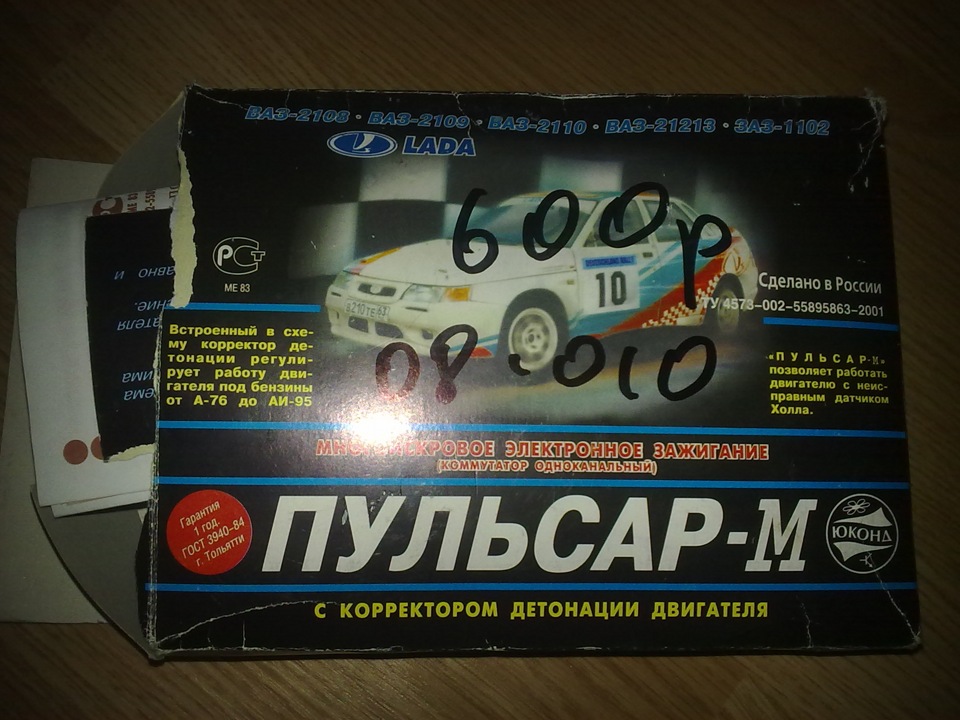 ВАЗ-2108 · ВАЗ-2109 · ВАЗ-2110 · ВАЗ-21213 · ЗАЗ-1102
LADA
600р
10
РСТ
МЕ 83
Сделано в России
ТУ 4573-002-55895863-2001
Встроенный в схе-
му корректор де-
тонации регули-
рует работу дви-
гателя под бензины
от А-76 до АИ-95
08.010
«ПУЛЬСАР-М»
позволяет работать
двигателю с неис-
правным датчиком
Холла.
МНОГОИСКРОВОЕ ЭЛЕКТРОННОЕ ЗАЖИГАНИЕ
(КОММУТАТОР ОДНОКАНАЛЬНЫЙ)
Гарантия
1 год.
ГОСТ 3940-84
г. Тольятти
ПУЛЬСАР-М
ЮКОНД
С КОРРЕКТОРОМ ДЕТОНАЦИИ ДВИГАТЕЛЯ